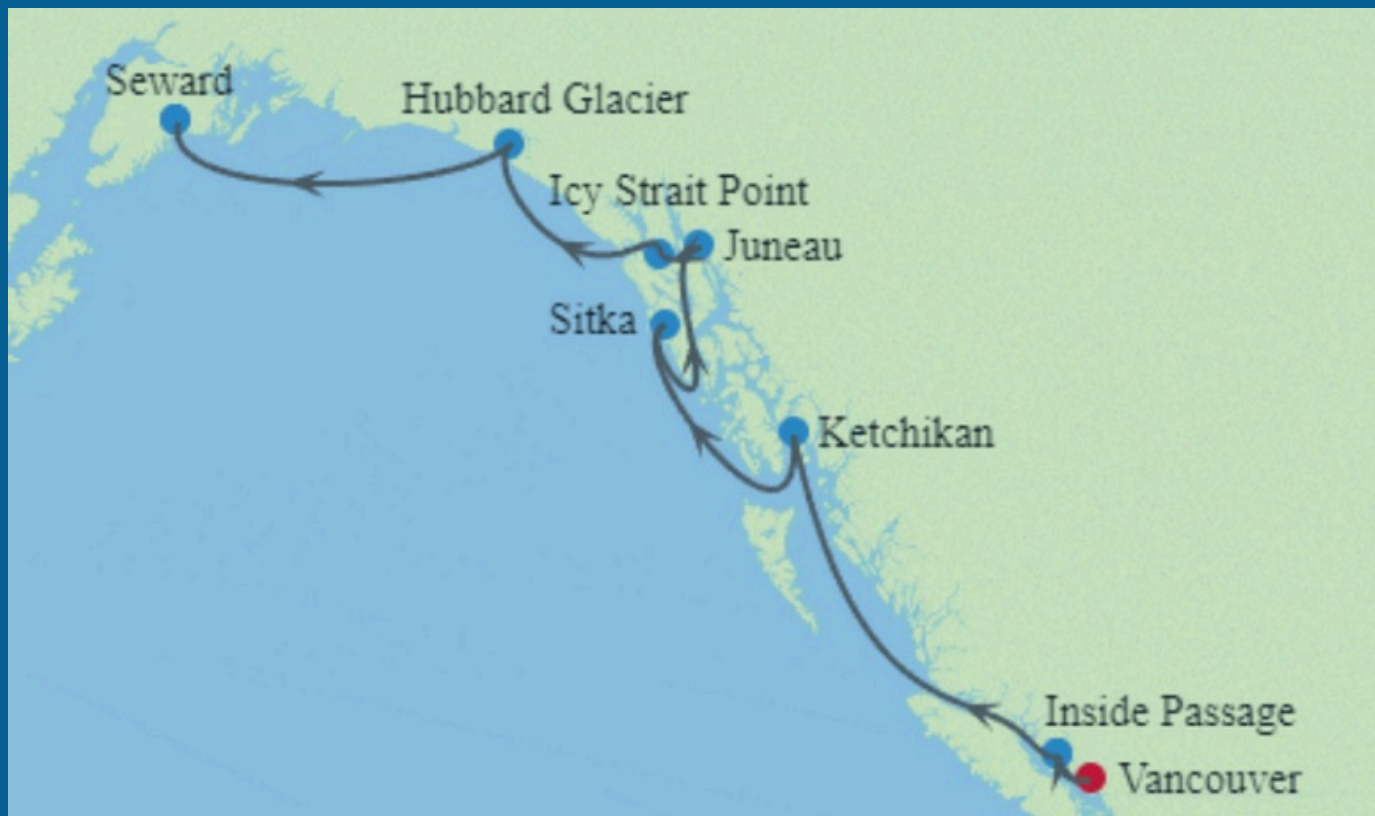 Seward
Hubbard Glacier
Icy Strait Point
Juneau
Sitka
Ketchikan
Inside Passage
Vancouver